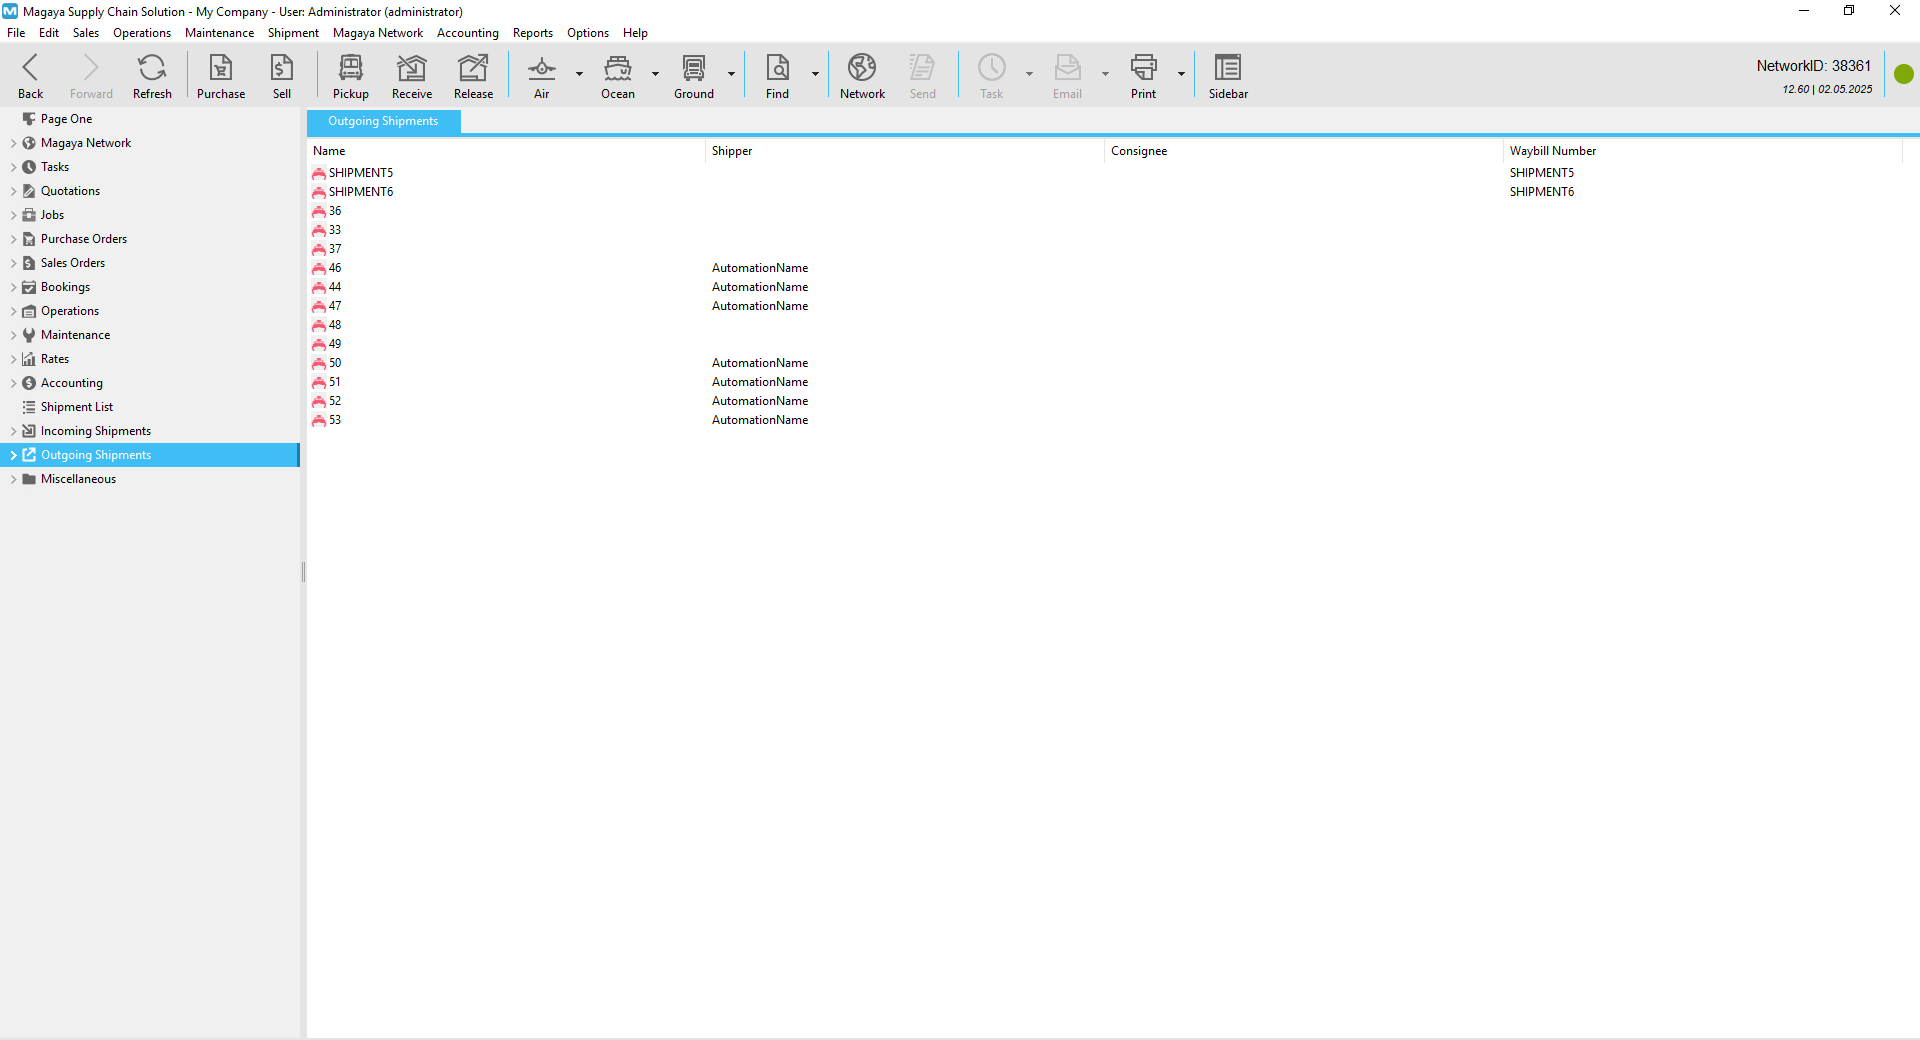 Magaya Supply Chain Solution - My Company - User: Administrator (administrator)
File Edit Sales Operations Maintenance Shipment Magaya Network Accounting Reports Options Help
Back Forward Refresh Purchase Sell Pickup Receive Release Air Ocean Ground Find Network Send Task Email Print Sidebar
NetworkID: 38361
12.60 | 02.05.2025
Page One
Magaya Network
Tasks
Quotations
Jobs
Purchase Orders
Sales Orders
Bookings
Operations
Maintenance
Rates
Accounting
Shipment List
Incoming Shipments
Outgoing Shipments
Miscellaneous
Outgoing Shipments
Name Shipper Consignee Waybill Number
SHIPMENT5 SHIPMENT5
SHIPMENT6 SHIPMENT6
36
33
37
46 AutomationName
44 AutomationName
47 AutomationName
48
49
50 AutomationName
51 AutomationName
52 AutomationName
53 AutomationName